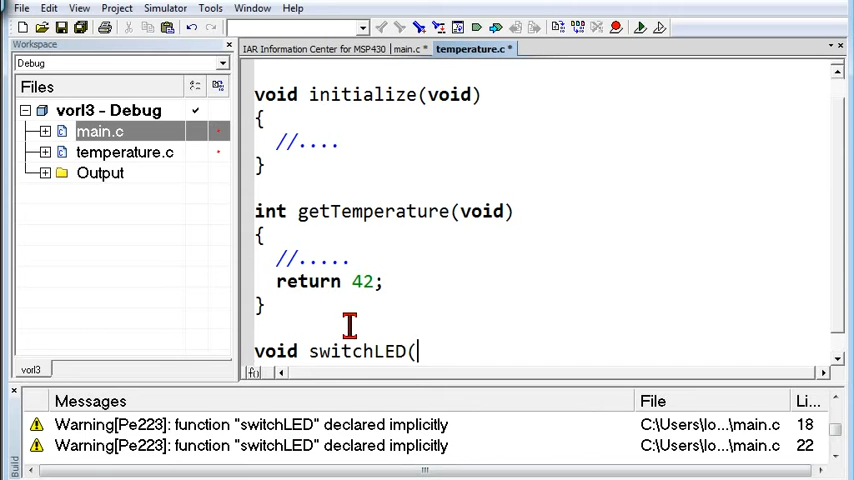 File Edit View Project Simulator Tools Window Help
Workspace
IAR Information Center for MSP430 main.c * temperature.c *
Debug
Files
vorl3 - Debug
main.c
temperature.c
Output
vorl3
void initialize(void)
{
//....
}
int getTemperature(void)
{
//.....
return 42;
}
void switchLED(
f()
Messages File Li...
Warning[Pe223]: function "switchLED" declared implicitly C:\Users\lo...\main.c 18
Warning[Pe223]: function "switchLED" declared implicitly C:\Users\lo...\main.c 22
Build